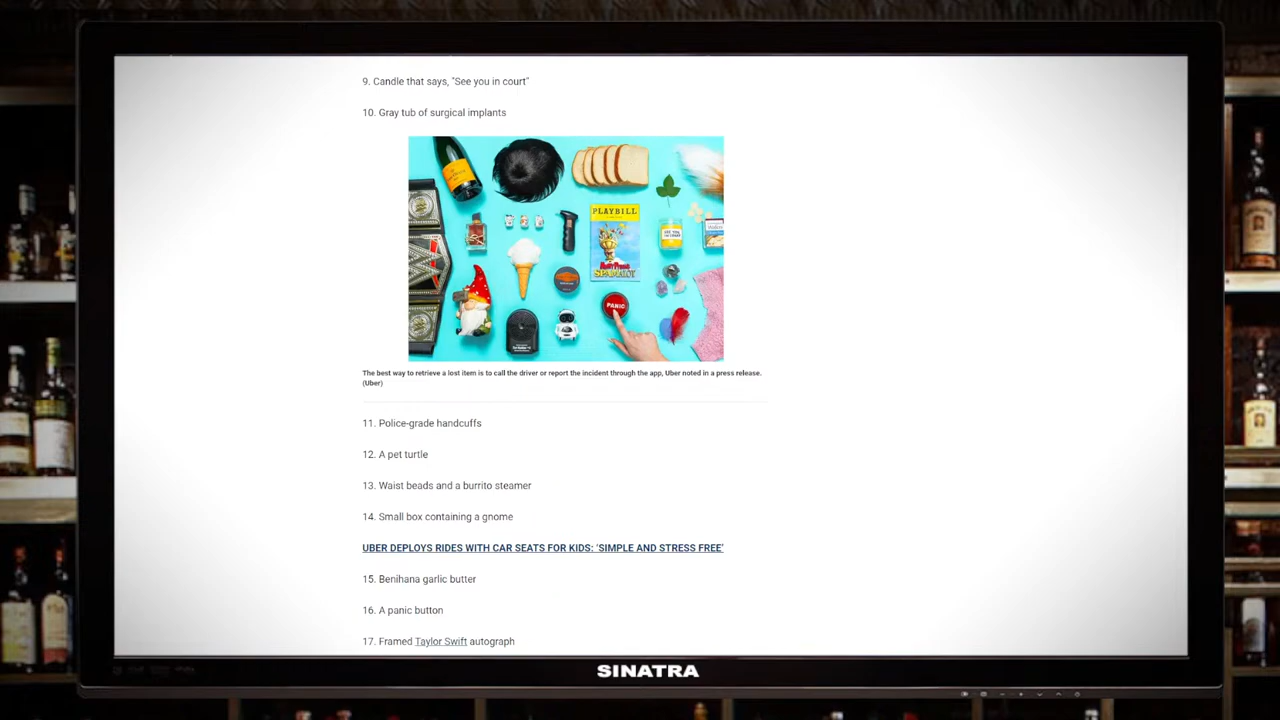 9. Candle that says, "See you in court"
10. Gray tub of surgical implants
PLAYBILL
SPAMALOT
PANIC
The best way to retrieve a lost item is to call the driver or report the incident through the app, Uber noted in a press release.
(Uber)
11. Police-grade handcuffs
12. A pet turtle
13. Waist beads and a burrito steamer
14. Small box containing a gnome
UBER DEPLOYS RIDES WITH CAR SEATS FOR KIDS: 'SIMPLE AND STRESS FREE'
15. Benihana garlic butter
16. A panic button
17. Framed Taylor Swift autograph
SINATRA